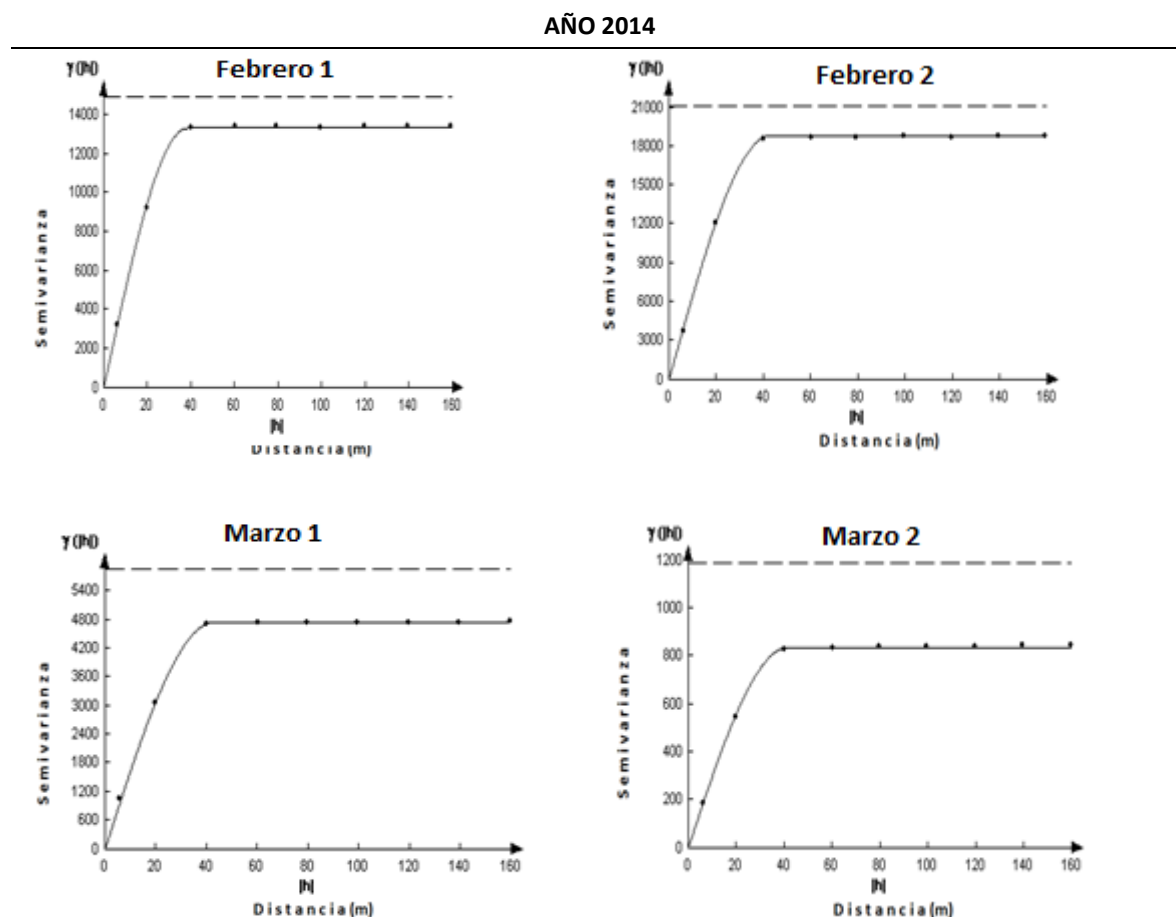 AÑO 2014
γ(|h|)
Febrero 1
14000
12000
10000
8000
6000
4000
2000
0
Semivarianza
0 20 40 60 80 100 120 140 160
|h|
Distancia (m)
γ(|h|)
Febrero 2
21000
18000
15000
12000
9000
6000
3000
0
Semivarianza
0 20 40 60 80 100 120 140 160
|h|
Distancia (m)
γ(|h|)
Marzo 1
5400
4800
3600
3000
2400
1800
1200
600
0
Semivarianza
0 20 40 60 80 100 120 140 160
|h|
Distancia (m)
γ(|h|)
Marzo 2
1200
1000
800
600
400
200
0
Semivarianza
0 20 40 60 80 100 120 140 160
|h|
Distancia (m)